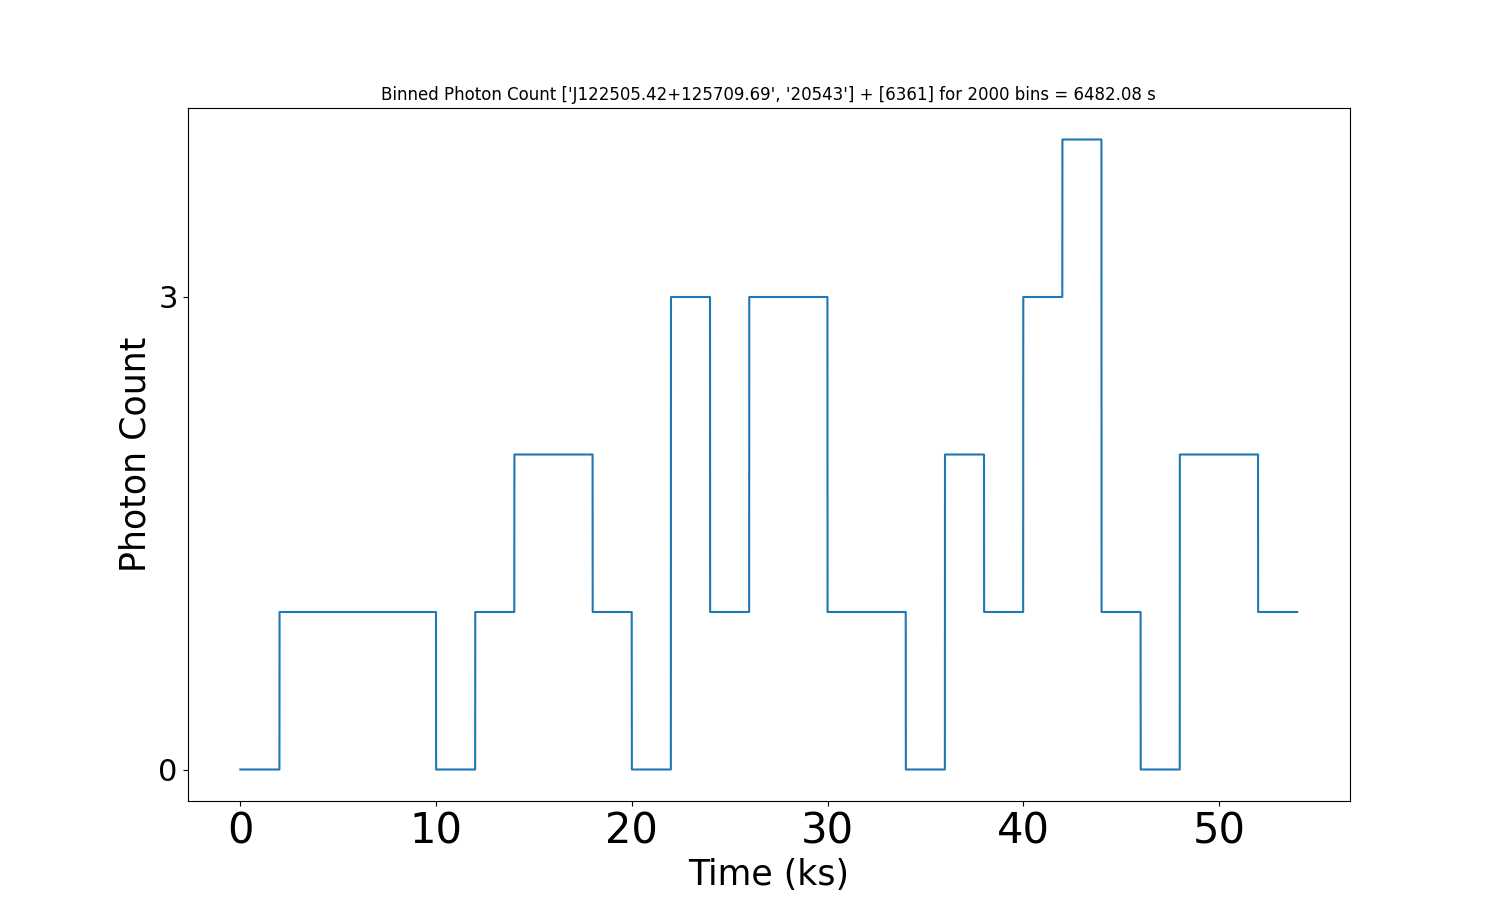 Binned Photon Count ['J122505.42+125709.69', '20543'] + [6361] for 2000 bins = 6482.08 s
3
Photon Count
0
0 10 20 30 40 50
Time (ks)